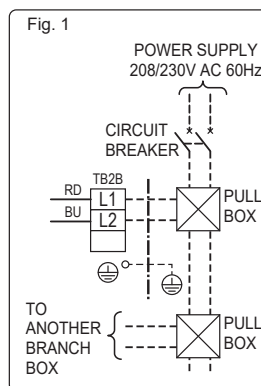 Fig. 1
POWER SUPPLY
208/230V AC 60Hz
CIRCUIT
BREAKER
TB2B
RD L1
BU L2
PULL
BOX
TO
ANOTHER
BRANCH
BOX
PULL
BOX